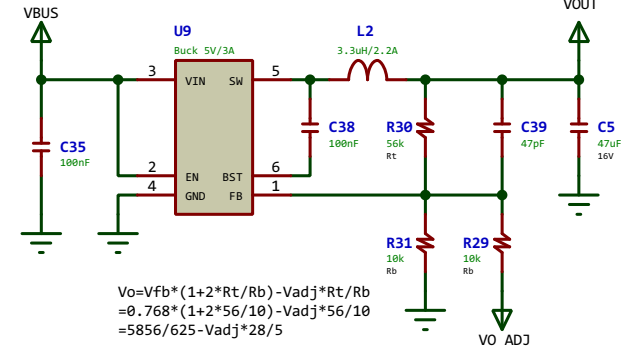 VBUS
VOUT
U9
Buck 5V/3A
L2
3.3uH/2.2A
3
VIN
SW
5
C35
100nF
C38
100nF
R30
56k
Rt
C39
47pF
C5
47uF
16V
2
EN
BST
6
4
GND
FB
1
R31
10k
Rb
R29
10k
Rb
Vo=Vfb*(1+2*Rt/Rb)-Vadj*Rt/Rb
=0.768*(1+2*56/10)-Vadj*56/10
=5856/625-Vadj*28/5
VO ADJ